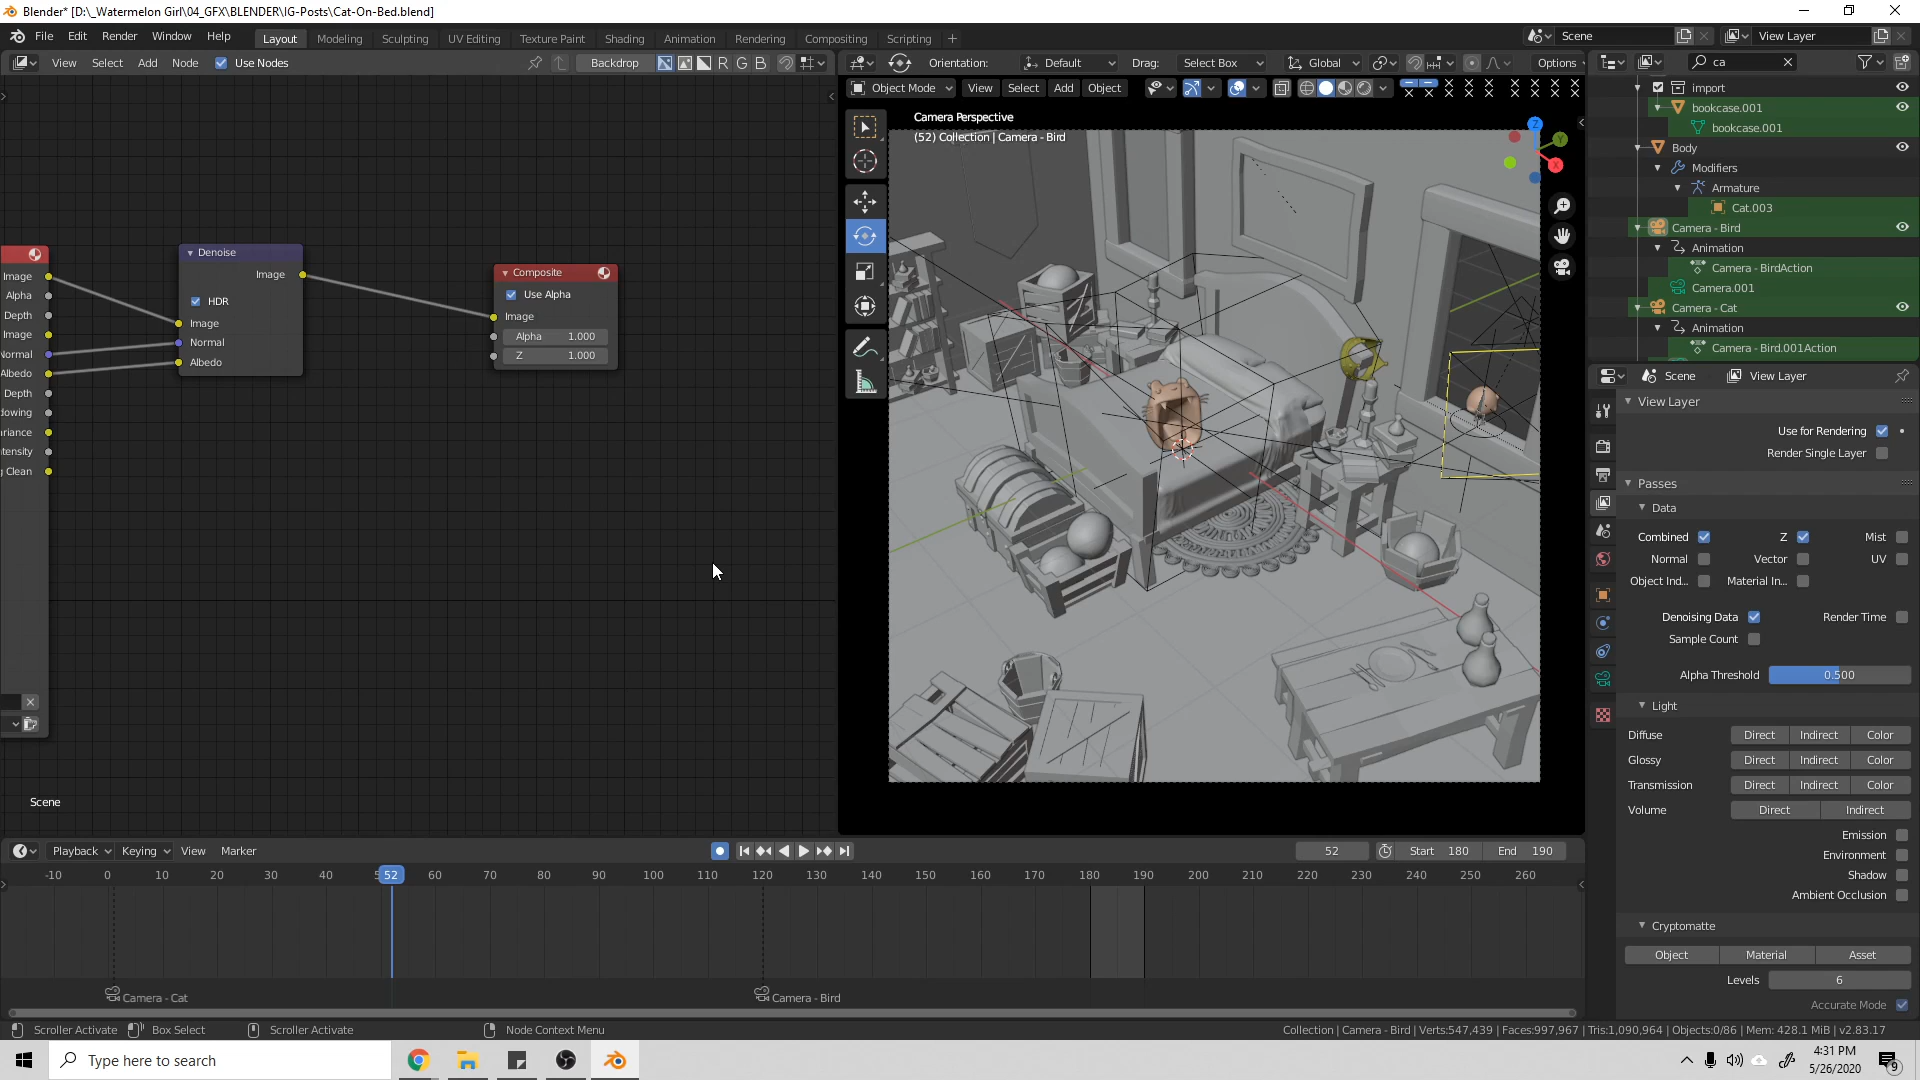 Blender* [D:\_Watermelon Girl\04_GFX\BLENDER\IG-Posts\Cat-On-Bed.blend]
File Edit Render Window Help
Layout Modeling Sculpting UV Editing Texture Paint Shading Animation Rendering Compositing Scripting +
Scene
View Layer
View Select Add Node Use Nodes
Backdrop
R G B
Orientation: Default Drag: Select Box Global Options
ca
Object Mode View Select Add Object
Camera Perspective
(52) Collection | Camera - Bird
Z
Y
X
import
bookcase.001
bookcase.001
Body
Modifiers
Armature
Cat.003
Camera - Bird
Animation
Camera - BirdAction
Camera.001
Camera - Cat
Animation
Camera - Bird.001Action
Image
Alpha
Depth
Image
Normal
Albedo
Depth
dowing
ariance
tensity
g Clean
Denoise
Image
HDR
Image
Normal
Albedo
Composite
Use Alpha
Image
Alpha 1.000
Z 1.000
Scene
Scene View Layer
View Layer
Use for Rendering
Render Single Layer
Passes
Data
Combined Z Mist
Normal Vector UV
Object Ind... Material In...
Denoising Data Render Time
Sample Count
Alpha Threshold 0.500
Light
Diffuse Direct Indirect Color
Glossy Direct Indirect Color
Transmission Direct Indirect Color
Volume Direct Indirect
Emission
Environment
Shadow
Ambient Occlusion
Cryptomatte
Object Material Asset
Levels 6
Accurate Mode
Playback Keying View Marker
52 Start 180 End 190
-10 0 10 20 30 40 5 52 60 70 80 90 100 110 120 130 140 150 160 170 180 190 200 210 220 230 240 250 260
Camera - Cat
Camera - Bird
Scroller Activate Box Select Scroller Activate Node Context Menu
Collection | Camera - Bird | Verts:547,439 | Faces:997,967 | Tris:1,090,964 | Objects:0/86 | Mem: 428.1 MiB | v2.83.17
Type here to search
4:31 PM
5/26/2020
9